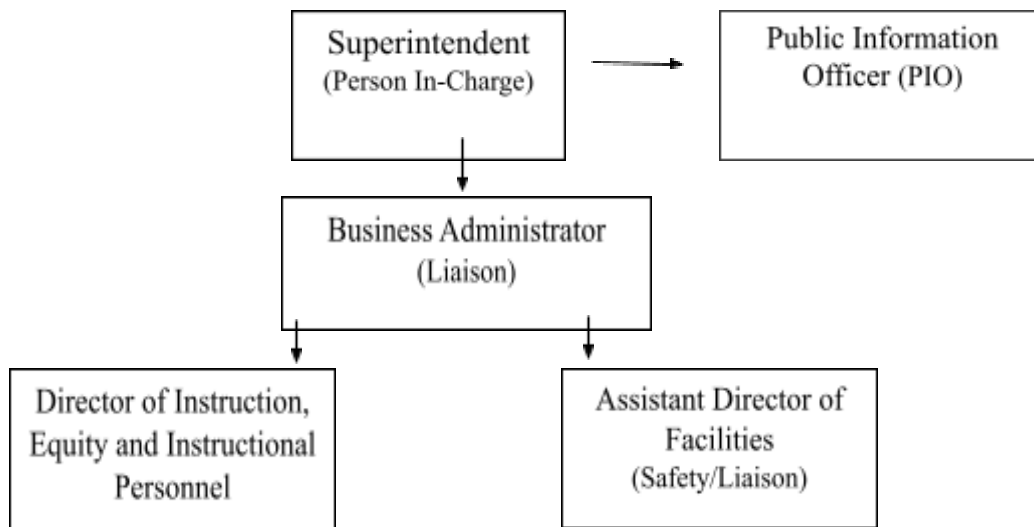 Superintendent
(Person In-Charge)
Public Information
Officer (PIO)
Business Administrator
(Liaison)
Director of Instruction,
Equity and Instructional
Personnel
Assistant Director of
Facilities
(Safety/Liaison)